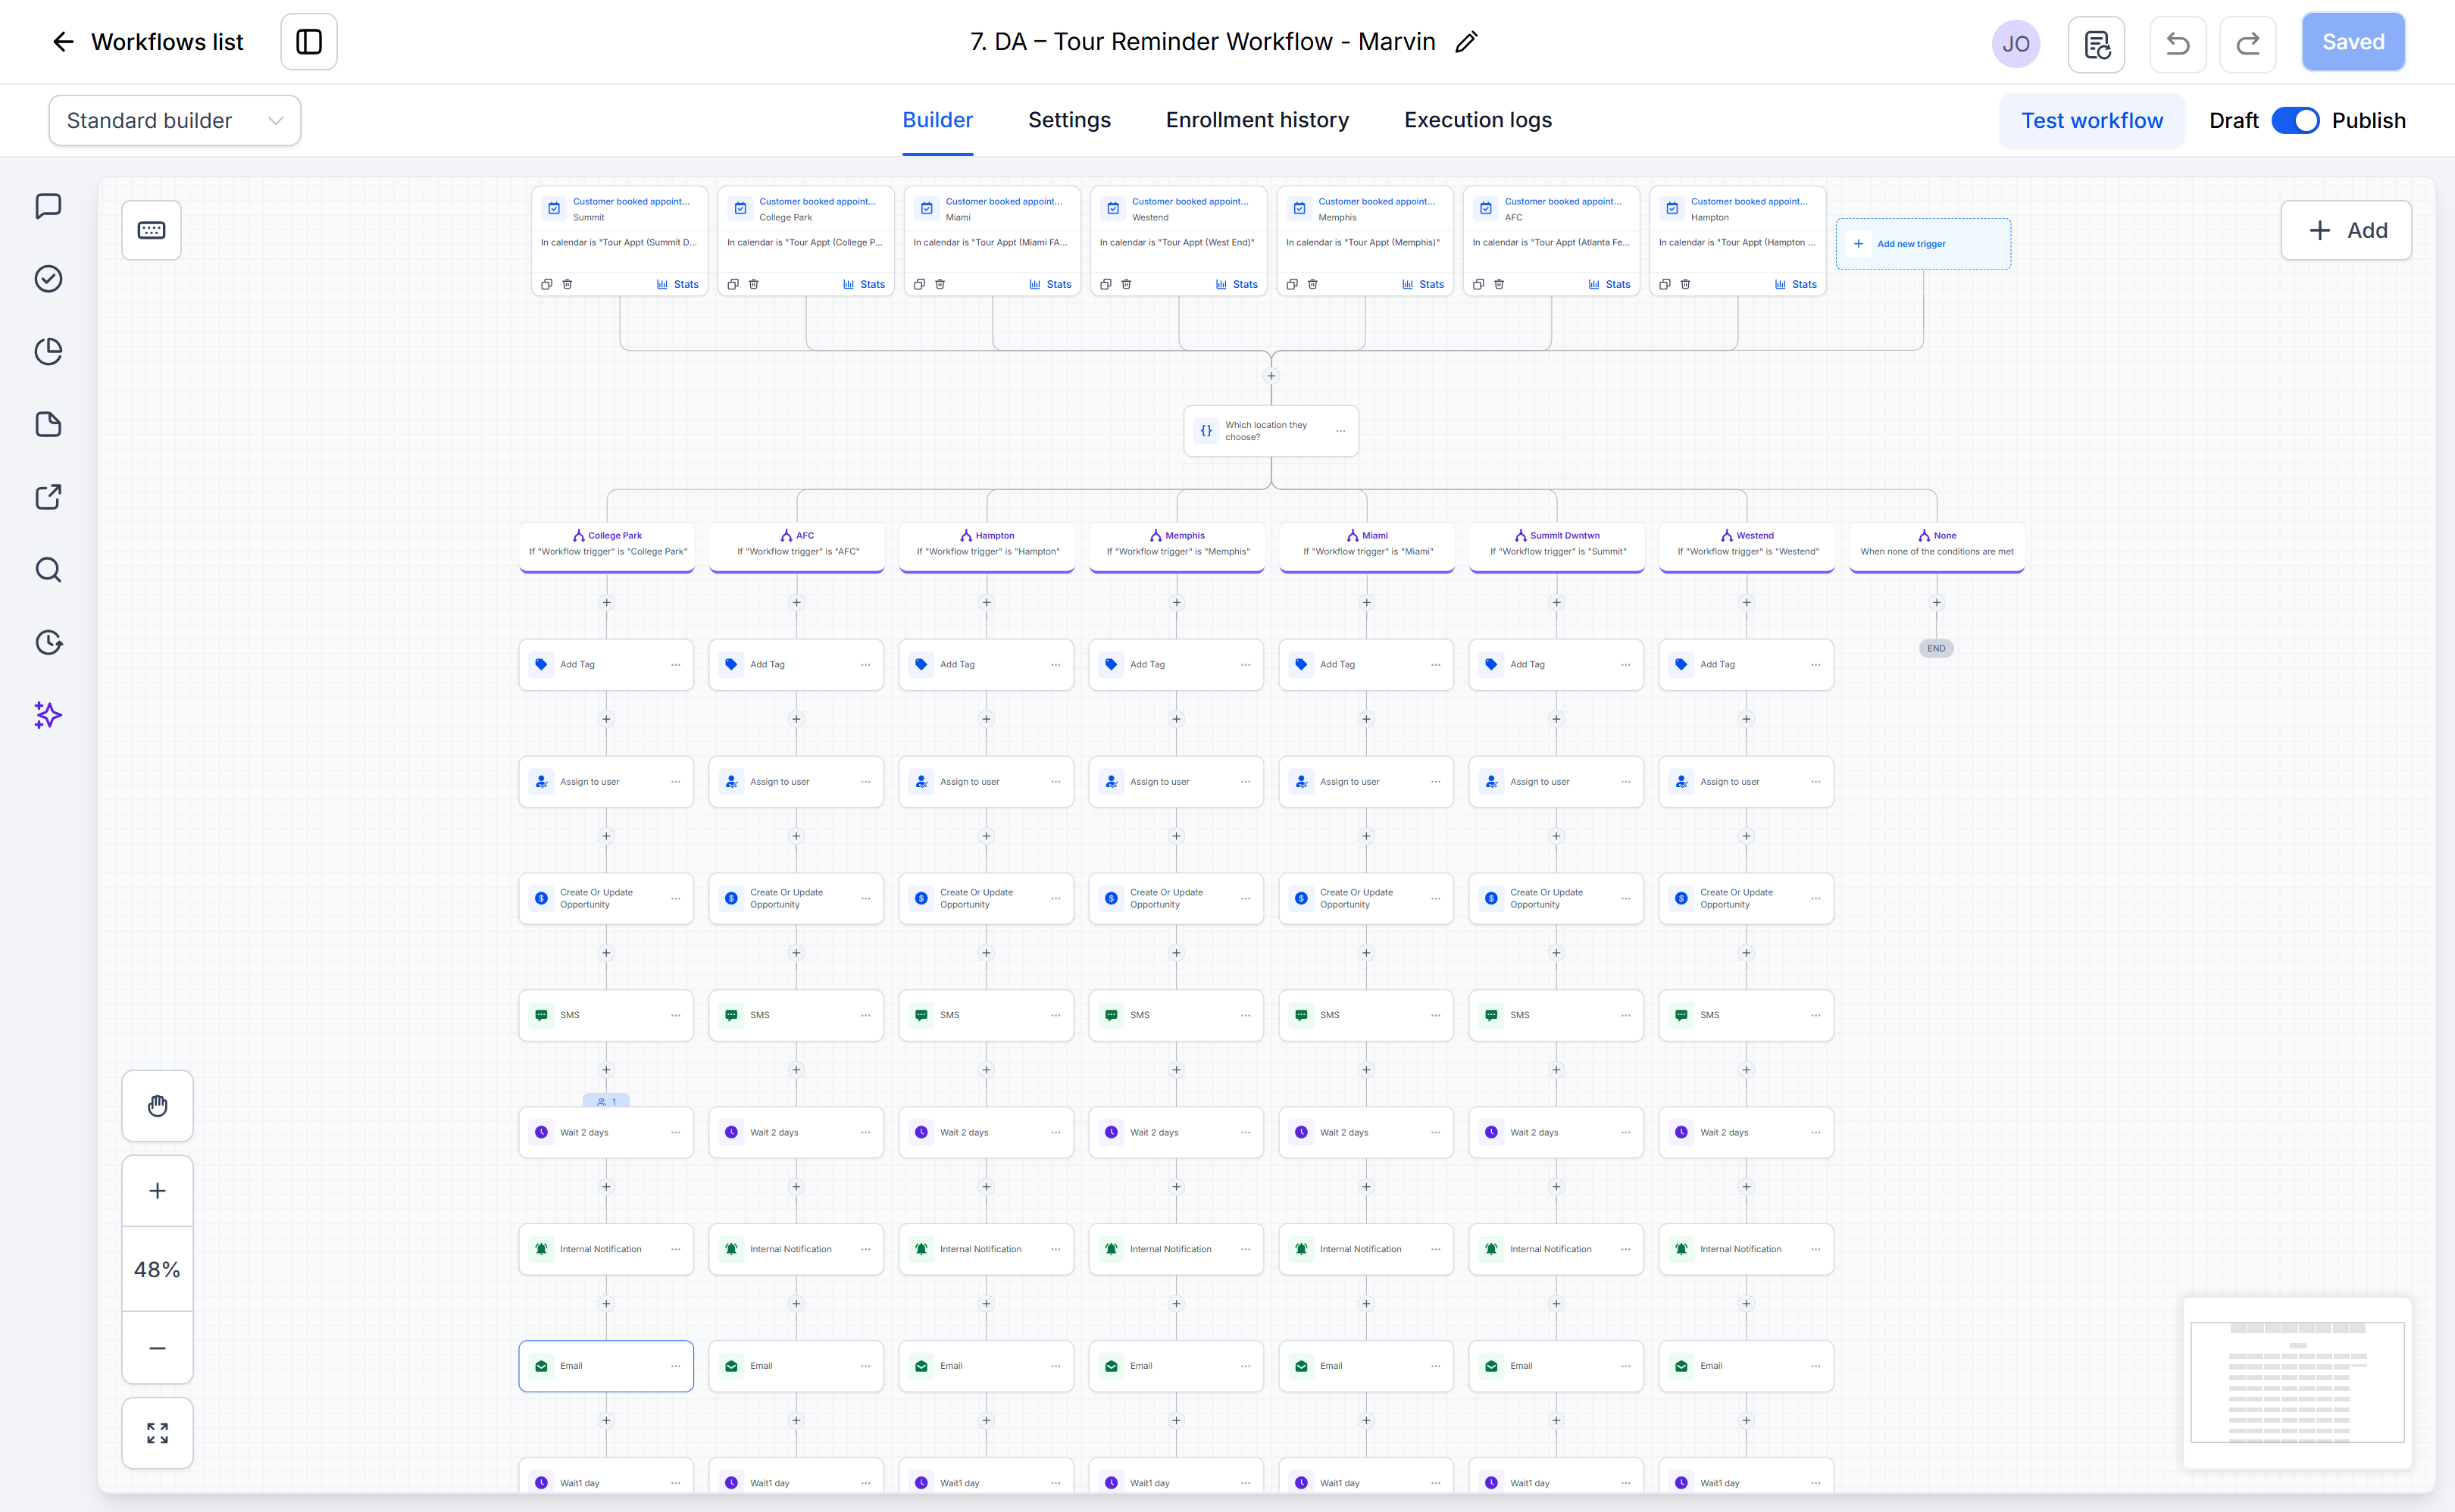 Workflows list
7. DA – Tour Reminder Workflow - Marvin
JO
Saved
Standard builder
Builder
Settings
Enrollment history
Execution logs
Test workflow
Draft
Publish
Add
Customer booked appoint...
Summit
In calendar is "Tour Appt (Summit D...
Stats
Customer booked appoint...
College Park
In calendar is "Tour Appt (College P...
Stats
Customer booked appoint...
Miami
In calendar is "Tour Appt (Miami FA...
Stats
Customer booked appoint...
Westend
In calendar is "Tour Appt (West End)"
Stats
Customer booked appoint...
Memphis
In calendar is "Tour Appt (Memphis)"
Stats
Customer booked appoint...
AFC
In calendar is "Tour Appt (Atlanta Fe...
Stats
Customer booked appoint...
Hampton
In calendar is "Tour Appt (Hampton ...
Stats
Add new trigger
{} Which location they
choose?
College Park
If "Workflow trigger" is "College Park"
AFC
If "Workflow trigger" is "AFC"
Hampton
If "Workflow trigger" is "Hampton"
Memphis
If "Workflow trigger" is "Memphis"
Miami
If "Workflow trigger" is "Miami"
Summit Dwntwn
If "Workflow trigger" is "Summit"
Westend
If "Workflow trigger" is "Westend"
None
When none of the conditions are met
Add Tag
Add Tag
Add Tag
Add Tag
Add Tag
Add Tag
Add Tag
END
Assign to user
Assign to user
Assign to user
Assign to user
Assign to user
Assign to user
Assign to user
Create Or Update
Opportunity
Create Or Update
Opportunity
Create Or Update
Opportunity
Create Or Update
Opportunity
Create Or Update
Opportunity
Create Or Update
Opportunity
Create Or Update
Opportunity
SMS
SMS
SMS
SMS
SMS
SMS
SMS
1
Wait 2 days
Wait 2 days
Wait 2 days
Wait 2 days
Wait 2 days
Wait 2 days
Wait 2 days
Internal Notification
Internal Notification
Internal Notification
Internal Notification
Internal Notification
Internal Notification
Internal Notification
48%
Email
Email
Email
Email
Email
Email
Email
Wait1 day
Wait1 day
Wait1 day
Wait1 day
Wait1 day
Wait1 day
Wait1 day